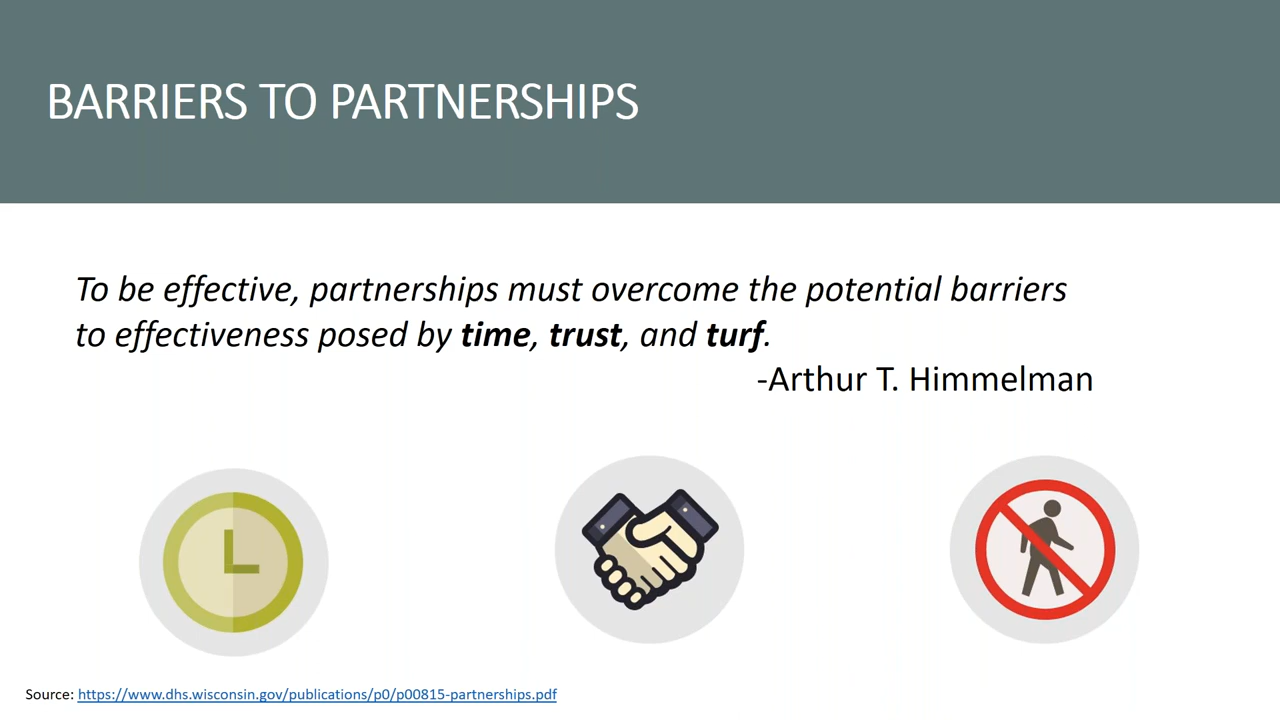 BARRIERS TO PARTNERSHIPS
To be effective, partnerships must overcome the potential barriers
to effectiveness posed by time, trust, and turf.
-Arthur T. Himmelman
Source: https://www.dhs.wisconsin.gov/publications/p0/p00815-partnerships.pdf